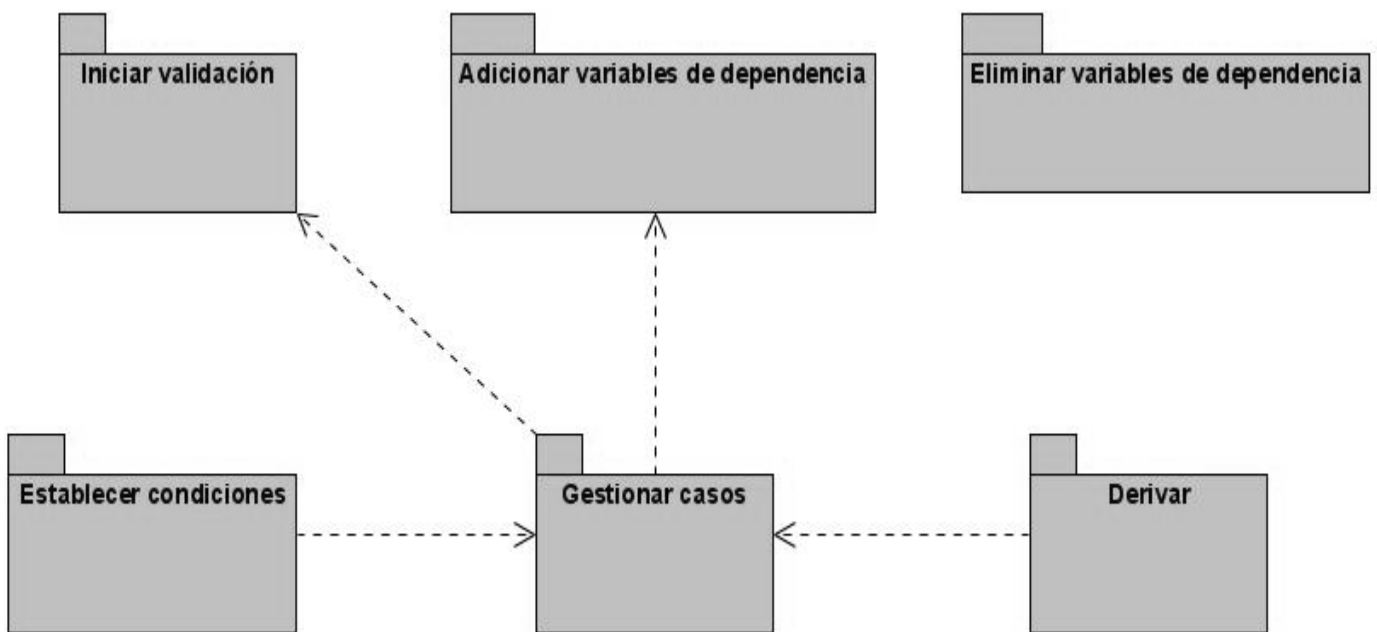 Iniciar validación
Adicionar variables de dependencia
Eliminar variables de dependencia
Establecer condiciones
Gestionar casos
Derivar